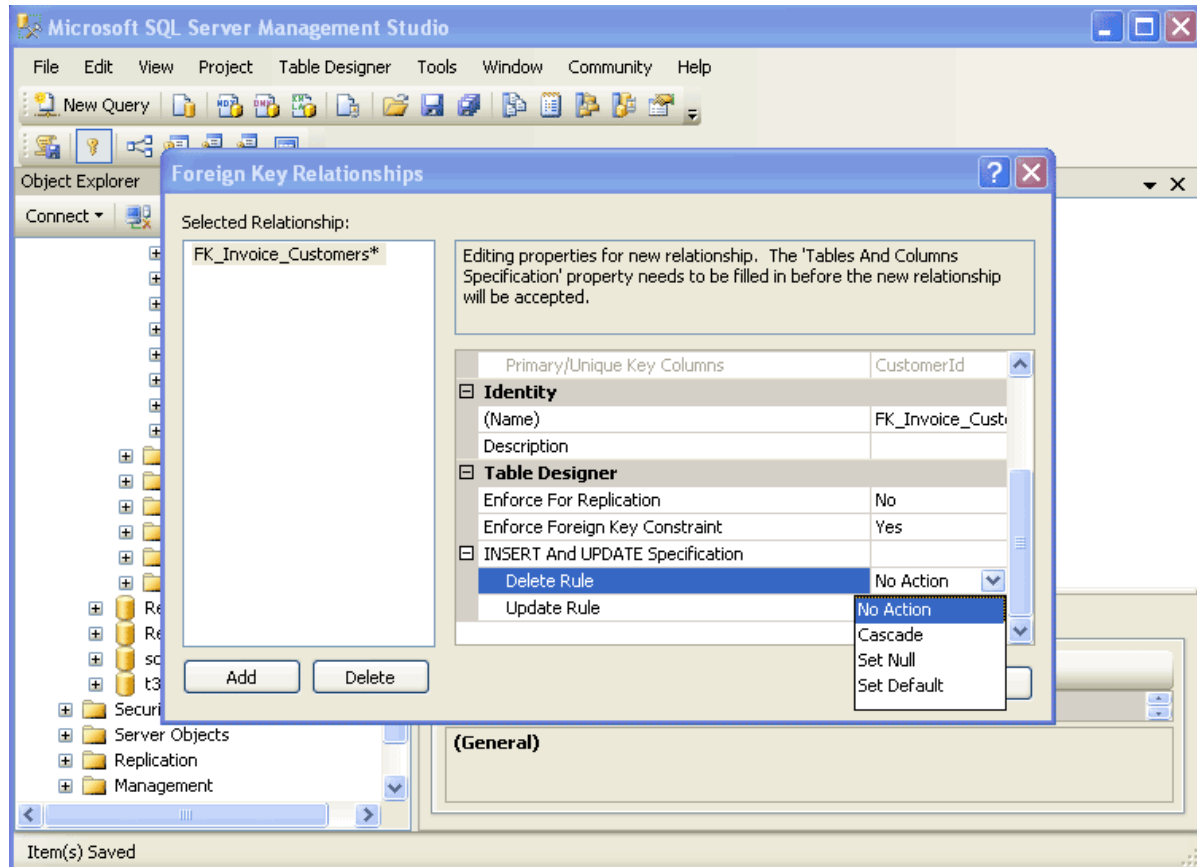 Microsoft SQL Server Management Studio
File Edit View Project Table Designer Tools Window Community Help
New Query
Object Explorer
Connect
Foreign Key Relationships
Selected Relationship:
FK_Invoice_Customers*
Editing properties for new relationship. The 'Tables And Columns
Specification' property needs to be filled in before the new relationship
will be accepted.
Primary/Unique Key Columns CustomerId
Identity
(Name) FK_Invoice_Cust
Description
Table Designer
Enforce For Replication No
Enforce Foreign Key Constraint Yes
INSERT And UPDATE Specification
Delete Rule No Action
Update Rule
No Action
Cascade
Set Null
Set Default
Add Delete
Re
Re
sc
t3
Securi
Server Objects
Replication
Management
(General)
Item(s) Saved